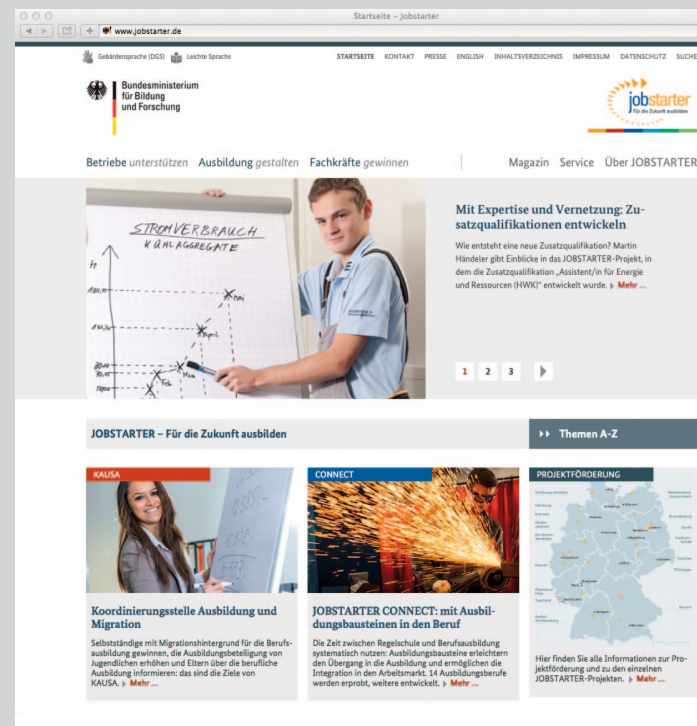 Startseite – Jobstarter
www.jobstarter.de
Gebärdensprache (DGS) Leichte Sprache
STARTSEITE KONTAKT PRESSE ENGLISH INHALTSVERZEICHNIS IMPRESSUM DATENSCHUTZ SUCHE
Bundesministerium
für Bildung
und Forschung
jobstarter
Für die Zukunft ausbilden
Betriebe unterstützen Ausbildung gestalten Fachkräfte gewinnen
Magazin Service Über JOBSTARTER
STROMVERBRAUCH
KÜHLAGGREGATE
Mai
April
März
Feb
Mit Expertise und Vernetzung: Zu-
satzqualifikationen entwickeln
Wie entsteht eine neue Zusatzqualifikation? Martin
Händeler gibt Einblicke in das JOBSTARTER-Projekt, in
dem die Zusatzqualifikation „Assistent/in für Energie
und Ressourcen (HWK)" entwickelt wurde. Mehr ...
1 2 3
JOBSTARTER – Für die Zukunft ausbilden
Themen A-Z
KAUSA
Koordinierungsstelle Ausbildung und
Migration
Selbstständige mit Migrationshintergrund für die Berufs-
ausbildung gewinnen, die Ausbildungsbeteiligung von
Jugendlichen erhöhen und Eltern über die berufliche
Ausbildung informieren: das sind die Ziele von
KAUSA. Mehr ...
CONNECT
JOBSTARTER CONNECT: mit Ausbil-
dungsbausteinen in den Beruf
Die Zeit zwischen Regelschule und Berufsausbildung
systematisch nutzen: Ausbildungsbausteine erleichtern
den Übergang in die Ausbildung und ermöglichen die
Integration in den Arbeitsmarkt. 14 Ausbildungsberufe
werden erprobt, weitere entwickelt. Mehr ...
PROJEKTFÖRDERUNG
Hier finden Sie alle Informationen zur Pro-
jektförderung und zu den einzelnen
JOBSTARTER-Projekten. Mehr ...